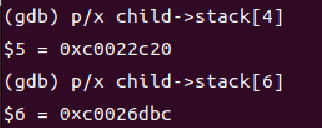 (gdb) p/x child->stack[4]
$5 = 0xc0022c20
(gdb) p/x child->stack[6]
$6 = 0xc0026dbc